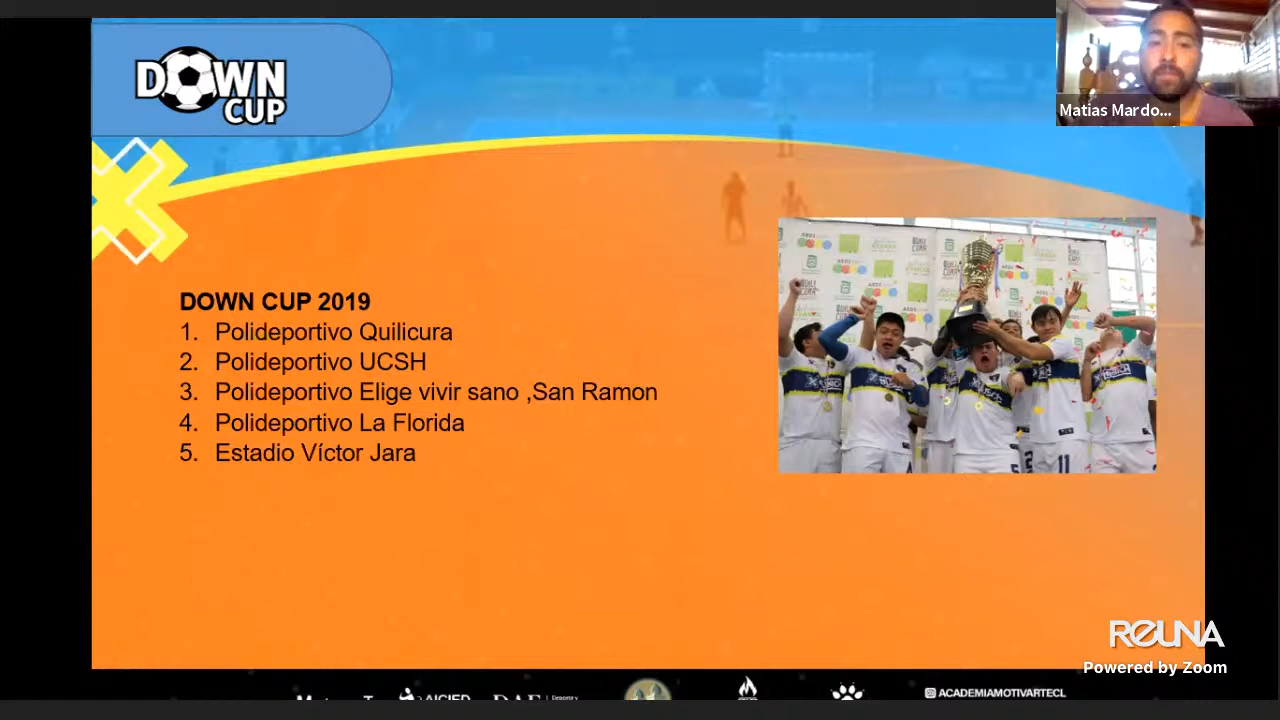 DOWN
CUP
Matias Mardo...
DOWN CUP 2019
1. Polideportivo Quilicura
2. Polideportivo UCSH
3. Polideportivo Elige vivir sano ,San Ramon
4. Polideportivo La Florida
5. Estadio Víctor Jara
11
REUNA
Powered by Zoom
ACADEMIAMOTIVARTECL